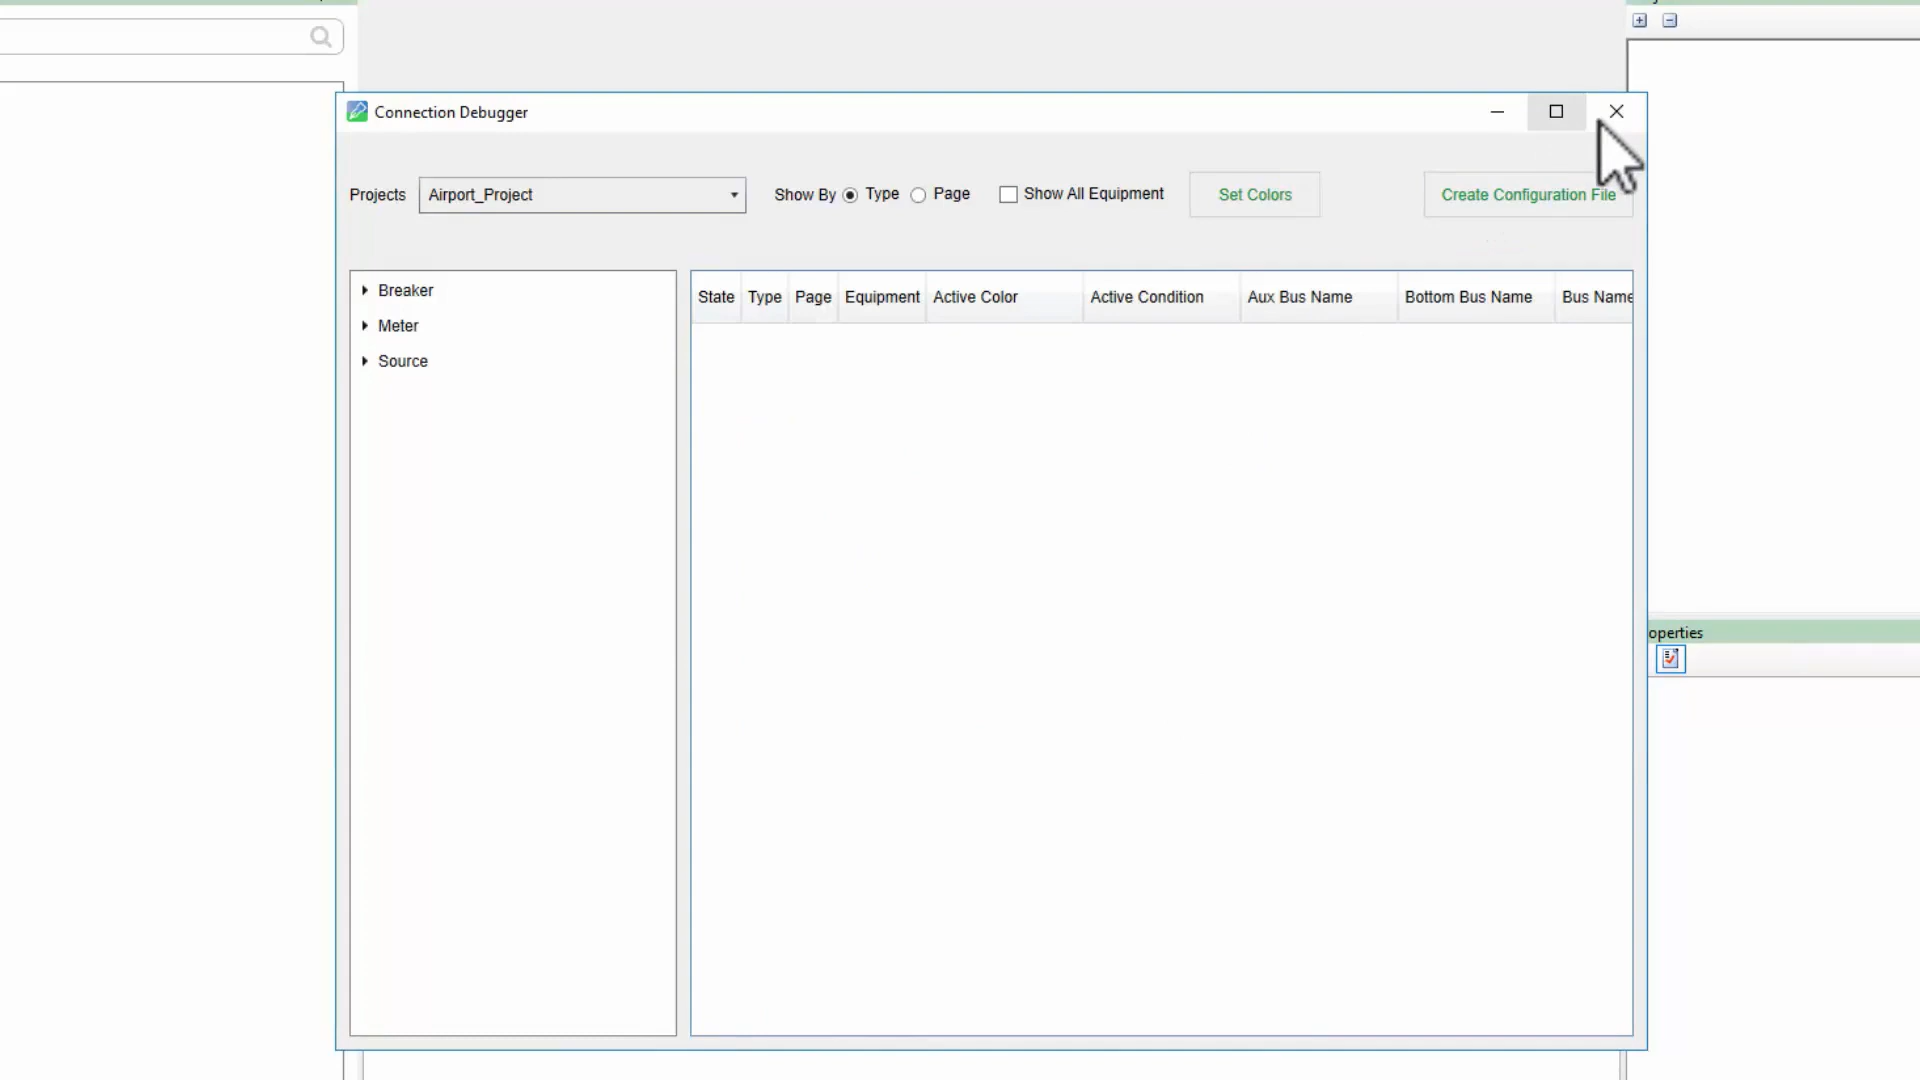 Connection Debugger
Projects Airport_Project Show By Type Page Show All Equipment Set Colors Create Configuration File
Breaker
Meter
Source
State Type Page Equipment Active Color Active Condition Aux Bus Name Bottom Bus Name Bus Name
operties